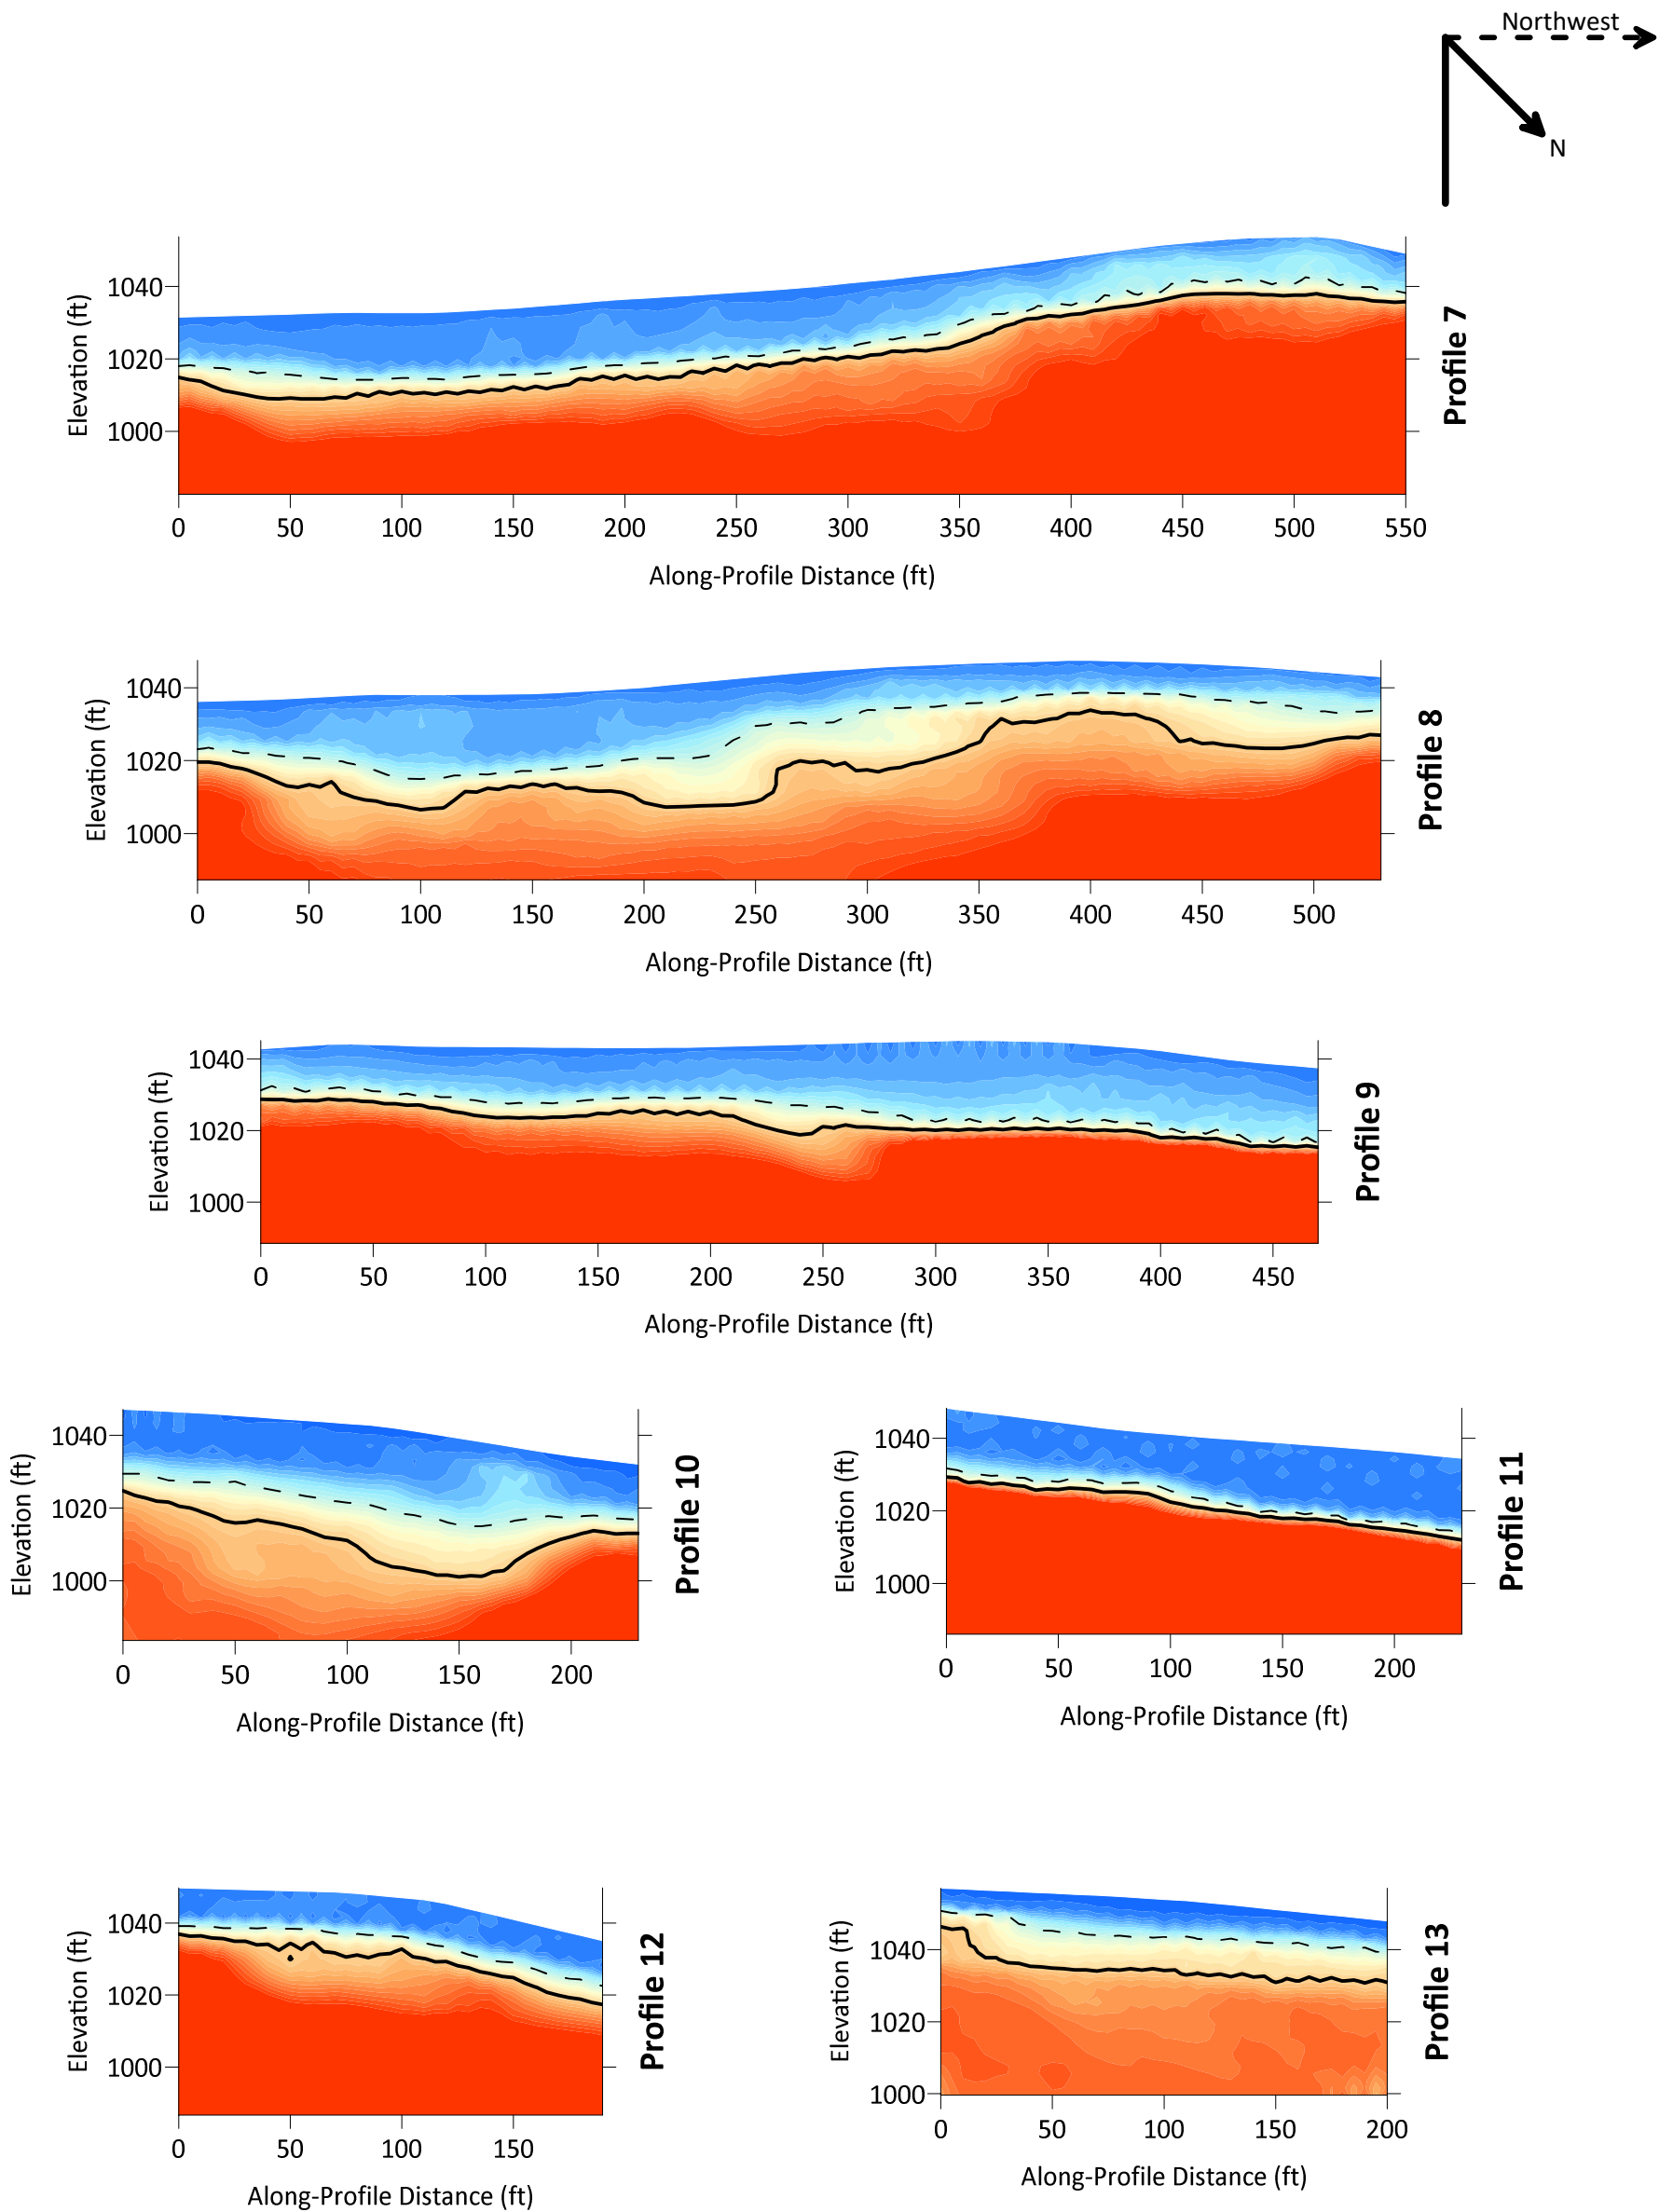 Northwest
N
Elevation (ft)
1040
1020
1000
Profile 7
0 50 100 150 200 250 300 350 400 450 500 550
Along-Profile Distance (ft)
Elevation (ft)
1040
1020
1000
Profile 8
0 50 100 150 200 250 300 350 400 450 500
Along-Profile Distance (ft)
Elevation (ft)
1040
1020
1000
Profile 9
0 50 100 150 200 250 300 350 400 450
Along-Profile Distance (ft)
Elevation (ft)
1040
1020
1000
Profile 10
0 50 100 150 200
Along-Profile Distance (ft)
Elevation (ft)
1040
1020
1000
Profile 11
0 50 100 150 200
Along-Profile Distance (ft)
Elevation (ft)
1040
1020
1000
Profile 12
0 50 100 150
Along-Profile Distance (ft)
Elevation (ft)
1040
1020
1000
Profile 13
0 50 100 150 200
Along-Profile Distance (ft)